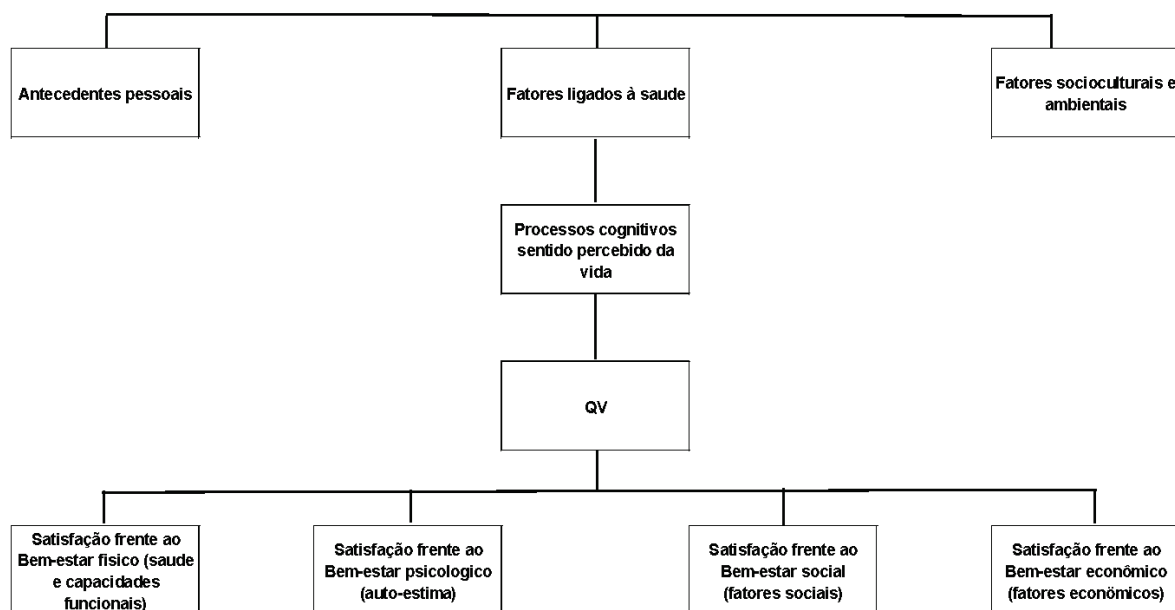 Antecedentes pessoais
Fatores ligados à saude
Fatores socioculturais e
ambientais
Processos cognitivos
sentido percebido da
vida
QV
Satisfação frente ao
Bem-estar fisico (saude
e capacidades
funcionais)
Satisfação frente ao
Bem-estar psicologico
(auto-estima)
Satisfação frente ao
Bem-estar social
(fatores sociais)
Satisfação frente ao
Bem-estar econômico
(fatores econömicos)